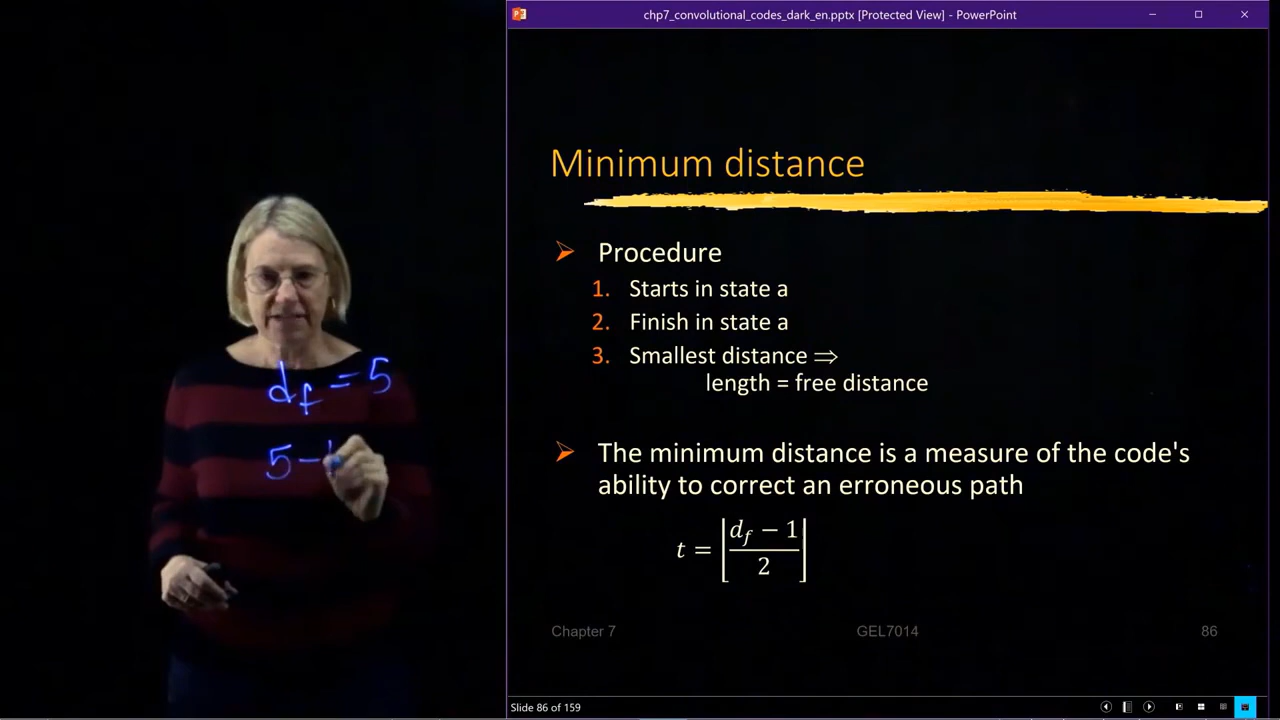 chp7_convolutional_codes_dark_en.pptx [Protected View] - PowerPoint
Minimum distance
➢ Procedure
1. Starts in state a
2. Finish in state a
3. Smallest distance ⇒
length = free distance
➢ The minimum distance is a measure of the code's
ability to correct an erroneous path
t = ⌊(d_f − 1)/2⌋
Chapter 7 GEL7014 86
Slide 86 of 159
d_f = 5
5 -